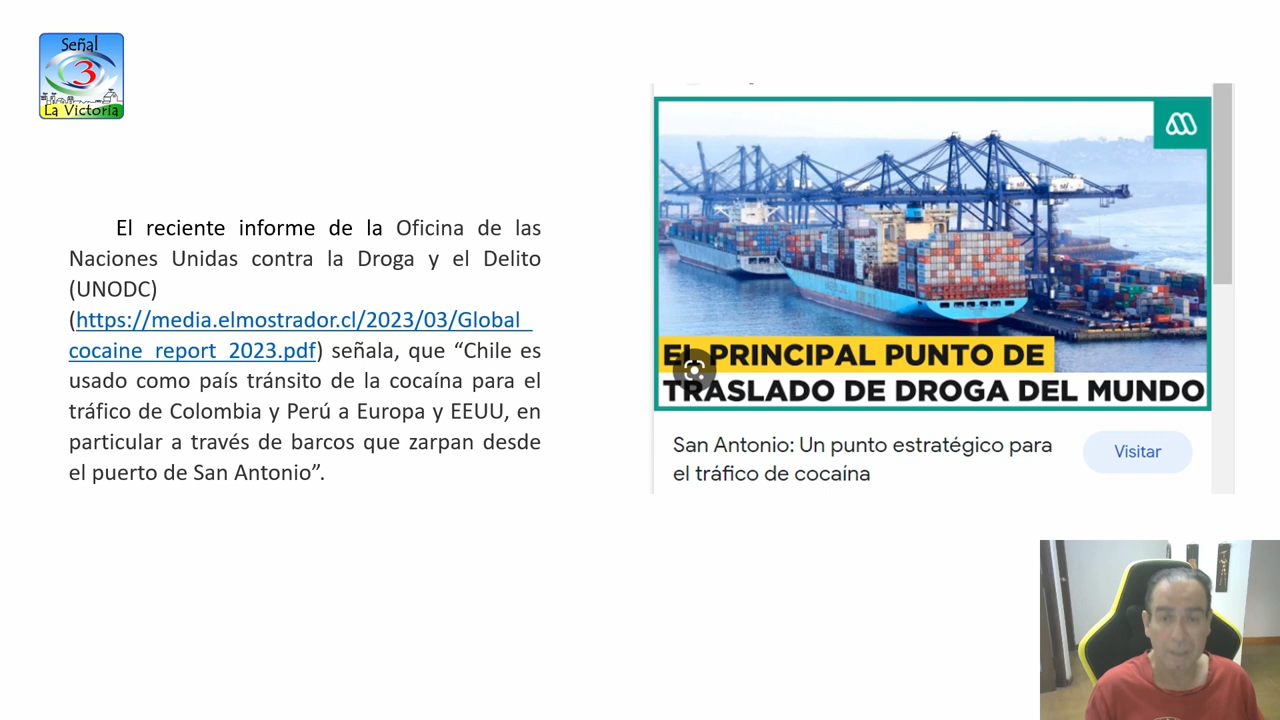 Señal
3
La Victoria
El reciente informe de la Oficina de las
Naciones Unidas contra la Droga y el Delito
(UNODC)
(https://media.elmostrador.cl/2023/03/Global_
cocaine_report_2023.pdf) señala, que “Chile es
usado como país tránsito de la cocaína para el
tráfico de Colombia y Perú a Europa y EEUU, en
particular a través de barcos que zarpan desde
el puerto de San Antonio”.
EL PRINCIPAL PUNTO DE
TRASLADO DE DROGA DEL MUNDO
San Antonio: Un punto estratégico para
el tráfico de cocaína
Visitar